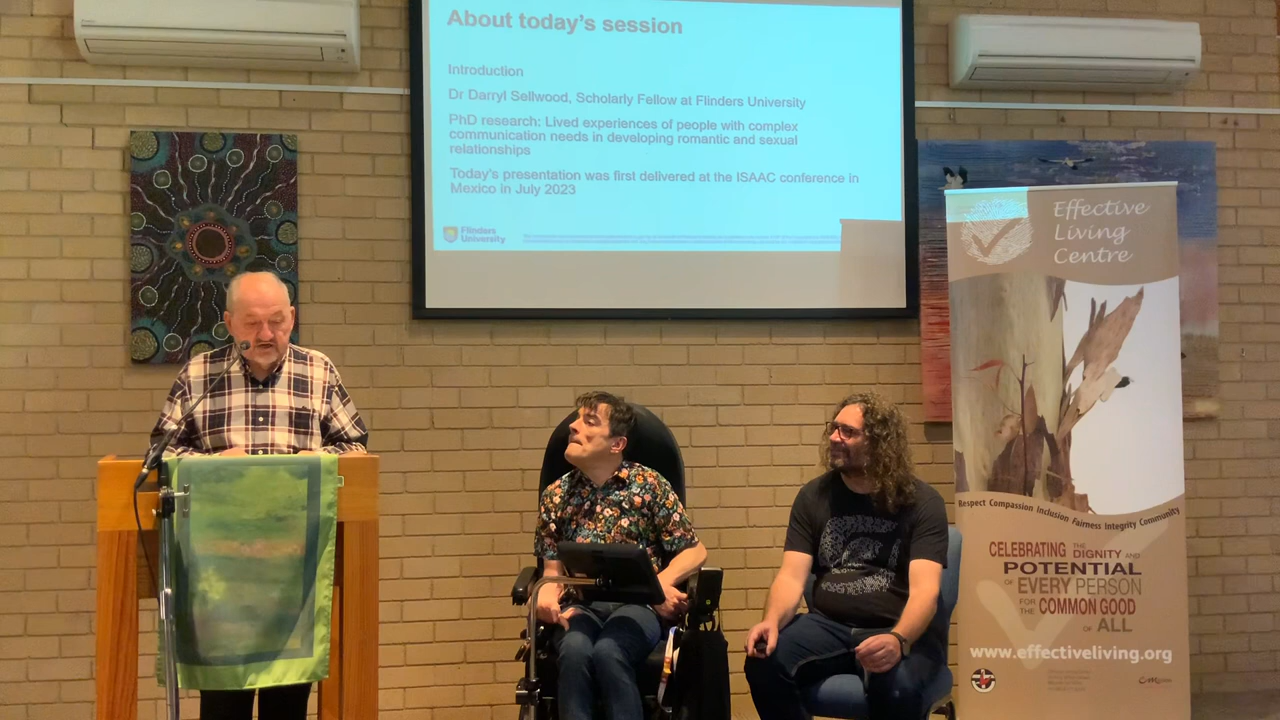 About today's session
Introduction
Dr Darryl Sellwood, Scholarly Fellow at Flinders University
PhD research: Lived experiences of people with complex
communication needs in developing romantic and sexual
relationships
Today's presentation was first delivered at the ISAAC conference in
Mexico in July 2023
Flinders
University
Effective
Living
Centre
Respect Compassion Inclusion Fairness Integrity Community
CELEBRATING THE DIGNITY AND
POTENTIAL
OF EVERY PERSON
FOR THE COMMON GOOD
OF ALL
www.effectiveliving.org